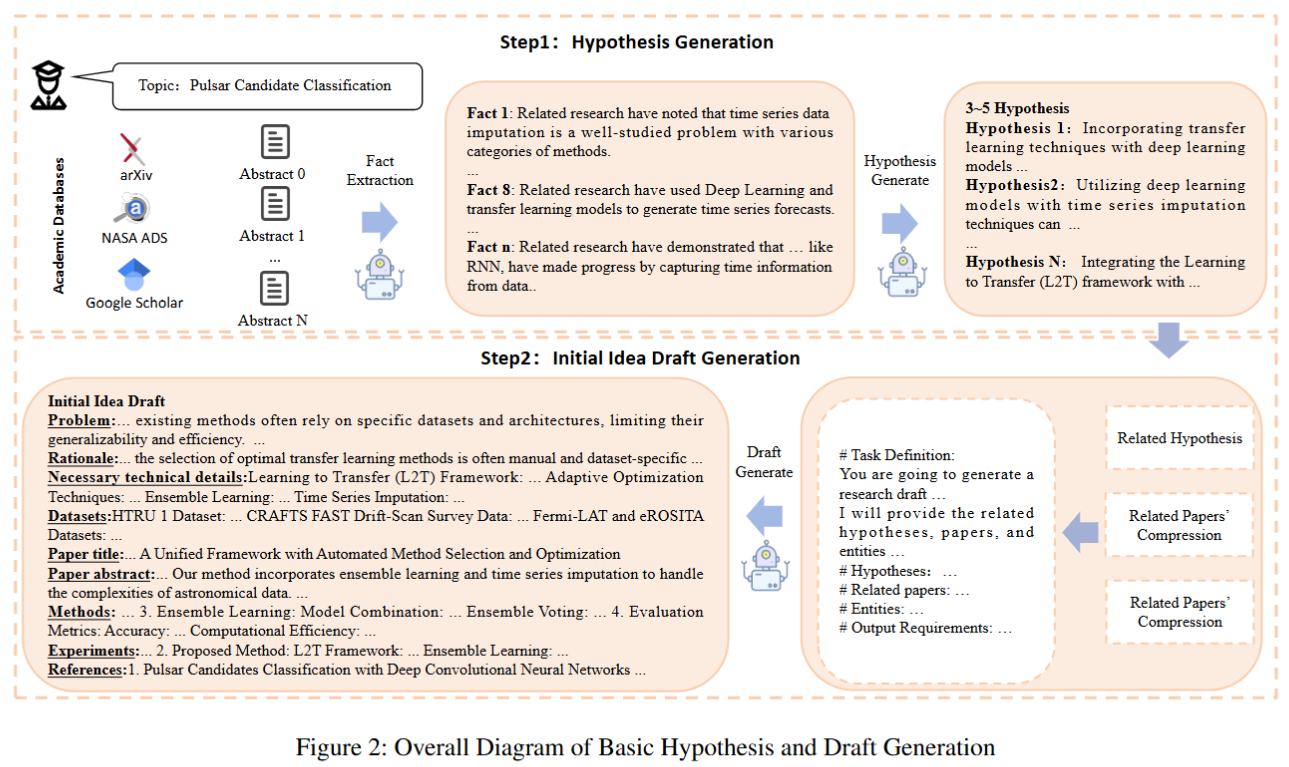 Step1：Hypothesis Generation
Topic：Pulsar Candidate Classification
Academic Databases
arXiv
NASA ADS
Google Scholar
Abstract 0
Abstract 1
...
Abstract N
Fact
Extraction
Fact 1: Related research have noted that time series data
imputation is a well-studied problem with various
categories of methods.
...
Fact 8: Related research have used Deep Learning and
transfer learning models to generate time series forecasts.
...
Fact n: Related research have demonstrated that … like
RNN, have made progress by capturing time information
from data..
Hypothesis
Generate
3~5 Hypothesis
Hypothesis 1：Incorporating transfer
learning techniques with deep learning
models ...
Hypothesis2：Utilizing deep learning
models with time series imputation
techniques can ...
...
Hypothesis N： Integrating the Learning
to Transfer (L2T) framework with ...
Step2：Initial Idea Draft Generation
Initial Idea Draft
Problem:... existing methods often rely on specific datasets and architectures, limiting their
generalizability and efficiency. ...
Rationale:... the selection of optimal transfer learning methods is often manual and dataset-specific ...
Necessary technical details:Learning to Transfer (L2T) Framework: ... Adaptive Optimization
Techniques: ... Ensemble Learning: ... Time Series Imputation: ...
Datasets:HTRU 1 Dataset: ... CRAFTS FAST Drift-Scan Survey Data: ... Fermi-LAT and eROSITA
Datasets: ...
Paper title:... A Unified Framework with Automated Method Selection and Optimization
Paper abstract:... Our method incorporates ensemble learning and time series imputation to handle
the complexities of astronomical data. ...
Methods: ... 3. Ensemble Learning: Model Combination: ... Ensemble Voting: ... 4. Evaluation
Metrics: Accuracy: ... Computational Efficiency: ...
Experiments:... 2. Proposed Method: L2T Framework: ... Ensemble Learning: ...
References:1. Pulsar Candidates Classification with Deep Convolutional Neural Networks ...
Draft
Generate
# Task Definition:
You are going to generate a
research draft …
I will provide the related
hypotheses, papers, and
entities …
# Hypotheses： …
# Related papers: …
# Entities: …
# Output Requirements: …
Related Hypothesis
Related Papers’
Compression
Related Papers’
Compression
Figure 2: Overall Diagram of Basic Hypothesis and Draft Generation